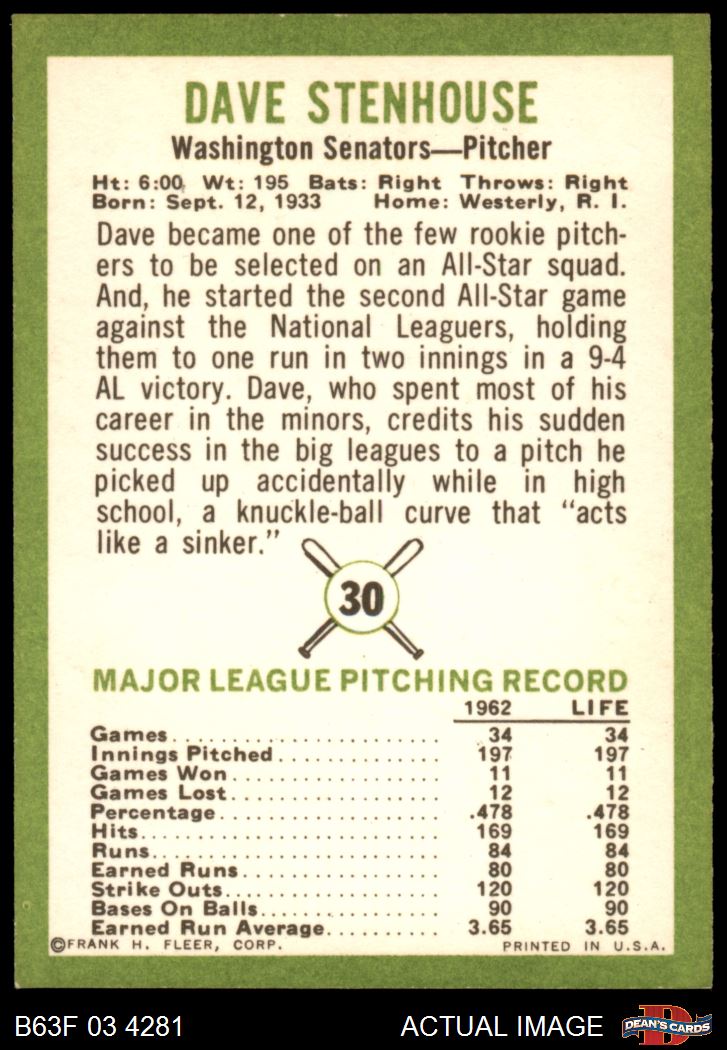 DAVE STENHOUSE
Washington Senators—Pitcher
Ht: 6:00 Wt: 195 Bats: Right Throws: Right
Born: Sept. 12, 1933 Home: Westerly, R. I.
Dave became one of the few rookie pitch-
ers to be selected on an All-Star squad.
And, he started the second All-Star game
against the National Leaguers, holding
them to one run in two innings in a 9-4
AL victory. Dave, who spent most of his
career in the minors, credits his sudden
success in the big leagues to a pitch he
picked up accidentally while in high
school, a knuckle-ball curve that “acts
like a sinker.”
30
MAJOR LEAGUE PITCHING RECORD
1962 LIFE
Games 34 34
Innings Pitched 197 197
Games Won 11 11
Games Lost 12 12
Percentage .478 .478
Hits 169 169
Runs 84 84
Earned Runs 80 80
Strike Outs 120 120
Bases On Balls 90 90
Earned Run Average 3.65 3.65
©FRANK H. FLEER, CORP. PRINTED IN U.S.A.
B63F 03 4281 ACTUAL IMAGE D DEAN'S CARDS